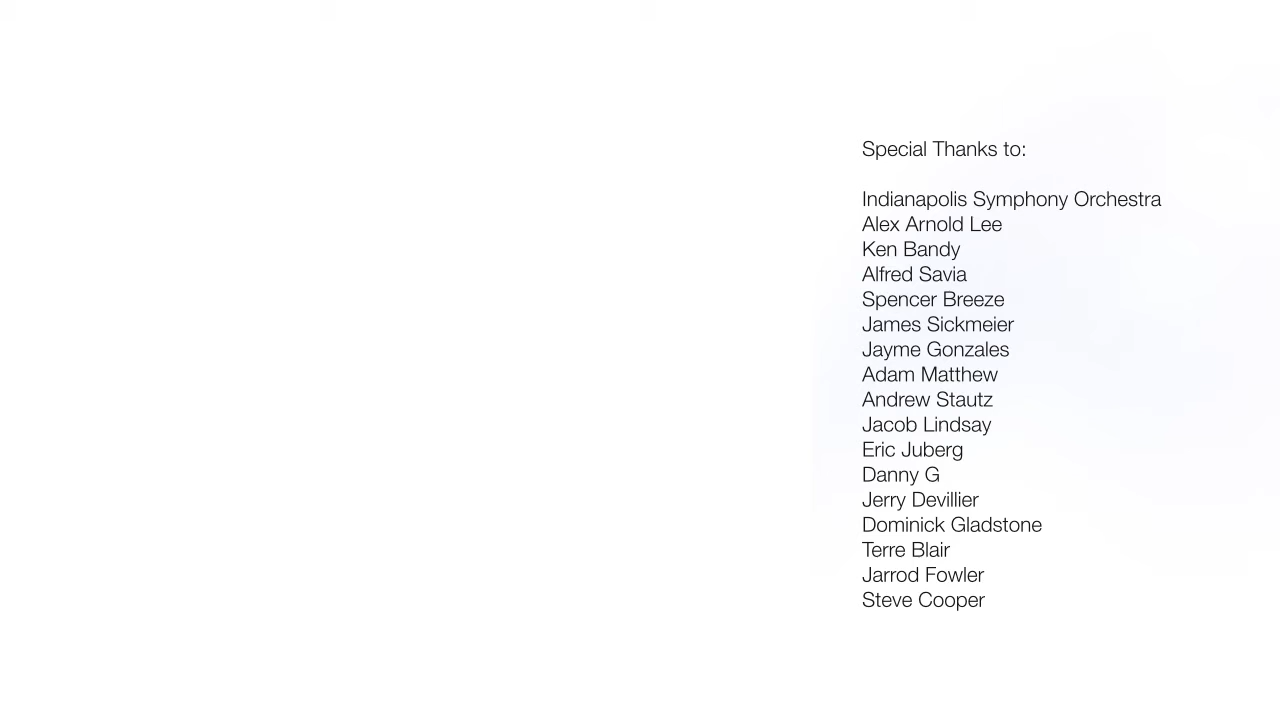 Special Thanks to:
Indianapolis Symphony Orchestra
Alex Arnold Lee
Ken Bandy
Alfred Savia
Spencer Breeze
James Sickmeier
Jayme Gonzales
Adam Matthew
Andrew Stautz
Jacob Lindsay
Eric Juberg
Danny G
Jerry Devillier
Dominick Gladstone
Terre Blair
Jarrod Fowler
Steve Cooper